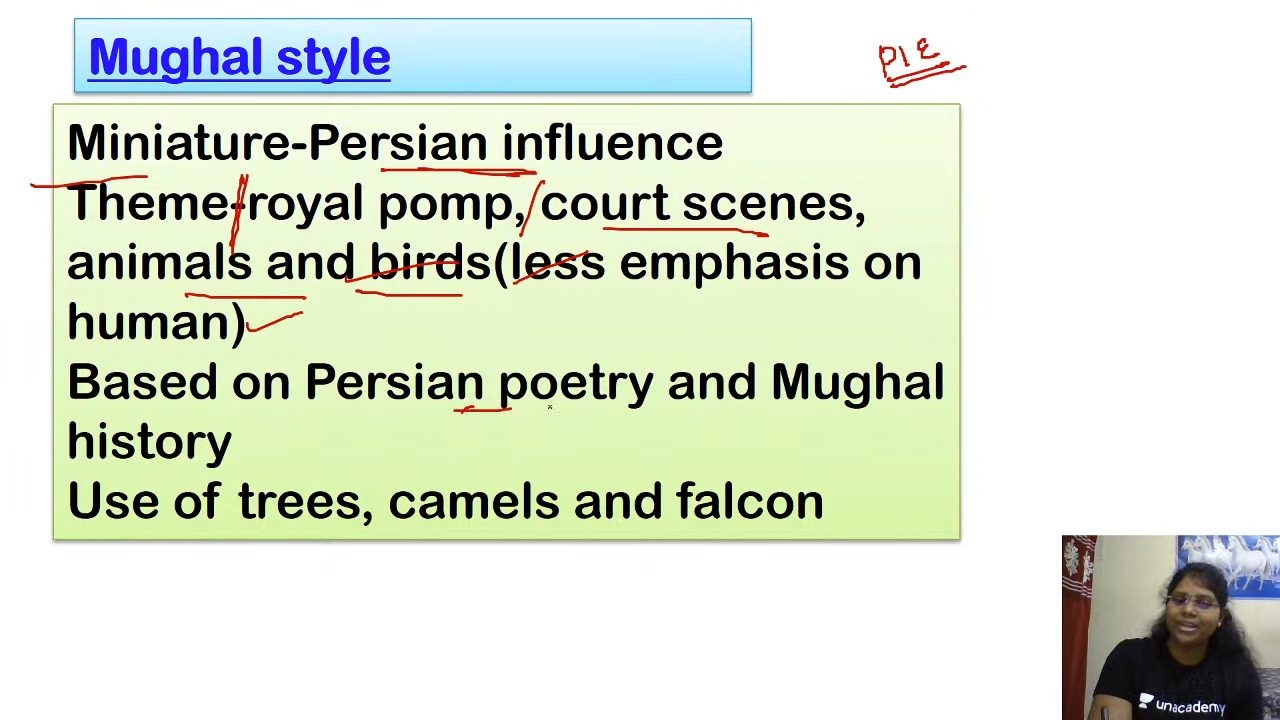 Mughal style
PIE
Miniature-Persian influence
Theme-royal pomp, court scenes,
animals and birds(less emphasis on
human)
Based on Persian poetry and Mughal
history
Use of trees, camels and falcon
unacademy